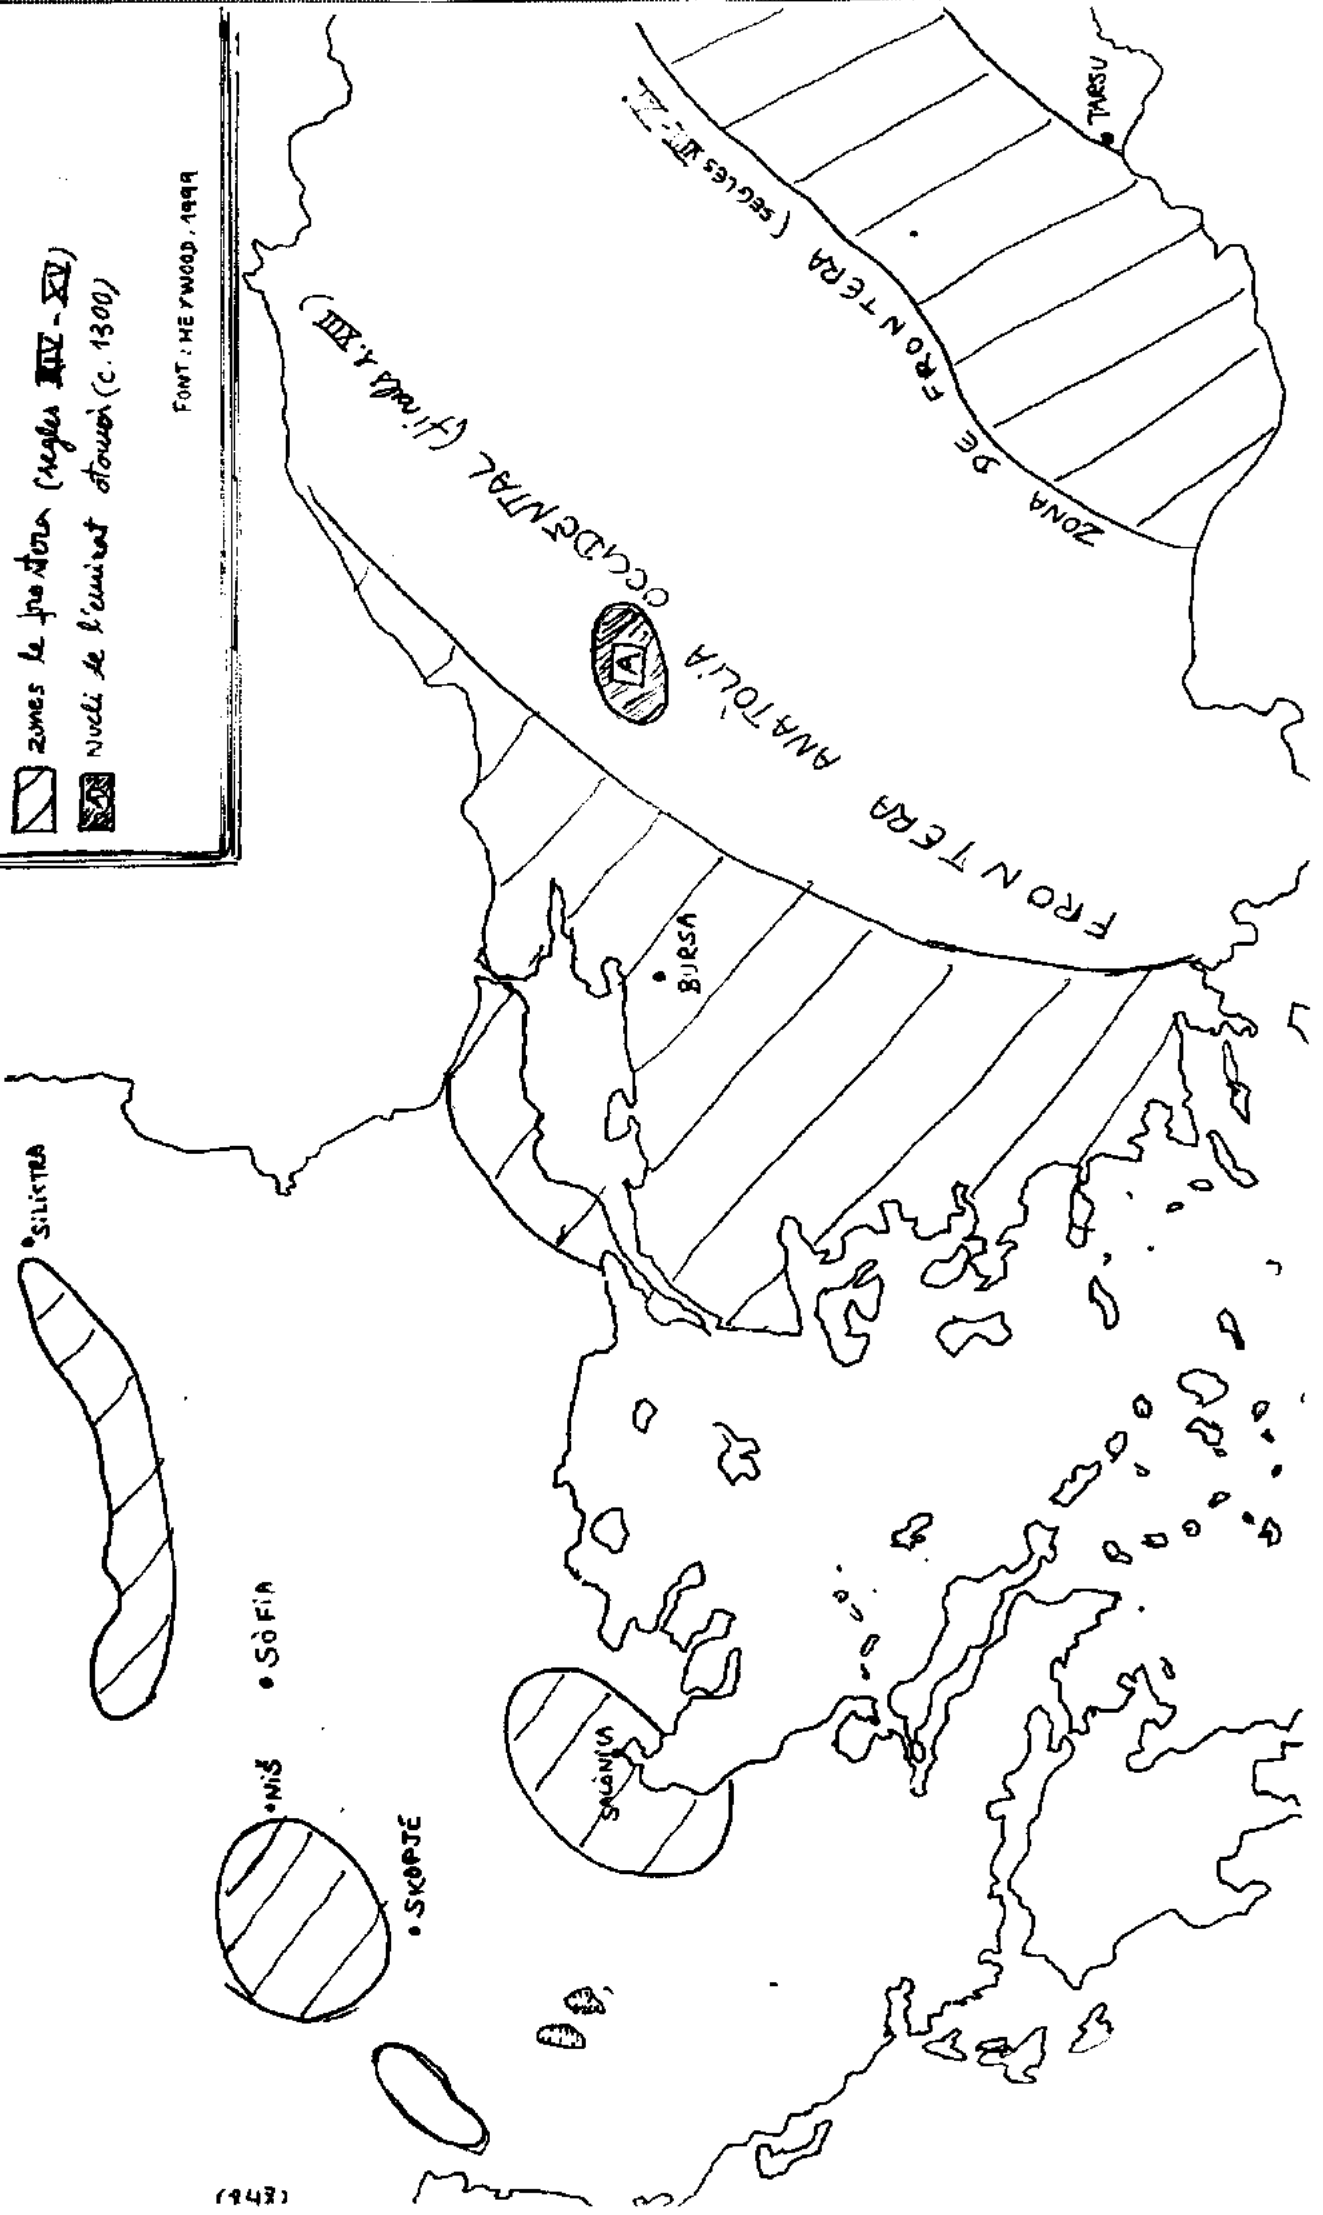 zones de frontera (segles XIV-XV)
Nucli de l'emirat otomà (c. 1300)
FONT: HEYWOOD, 1999
SILISTRA
SÒFIA
NIŠ
SKOPJE
SALÒNICA
BURSA
A
TARSU
FRONTERA ANATÒLIA OCCIDENTAL (finals s. XIII)
ZONA DE FRONTERA (SEGLES